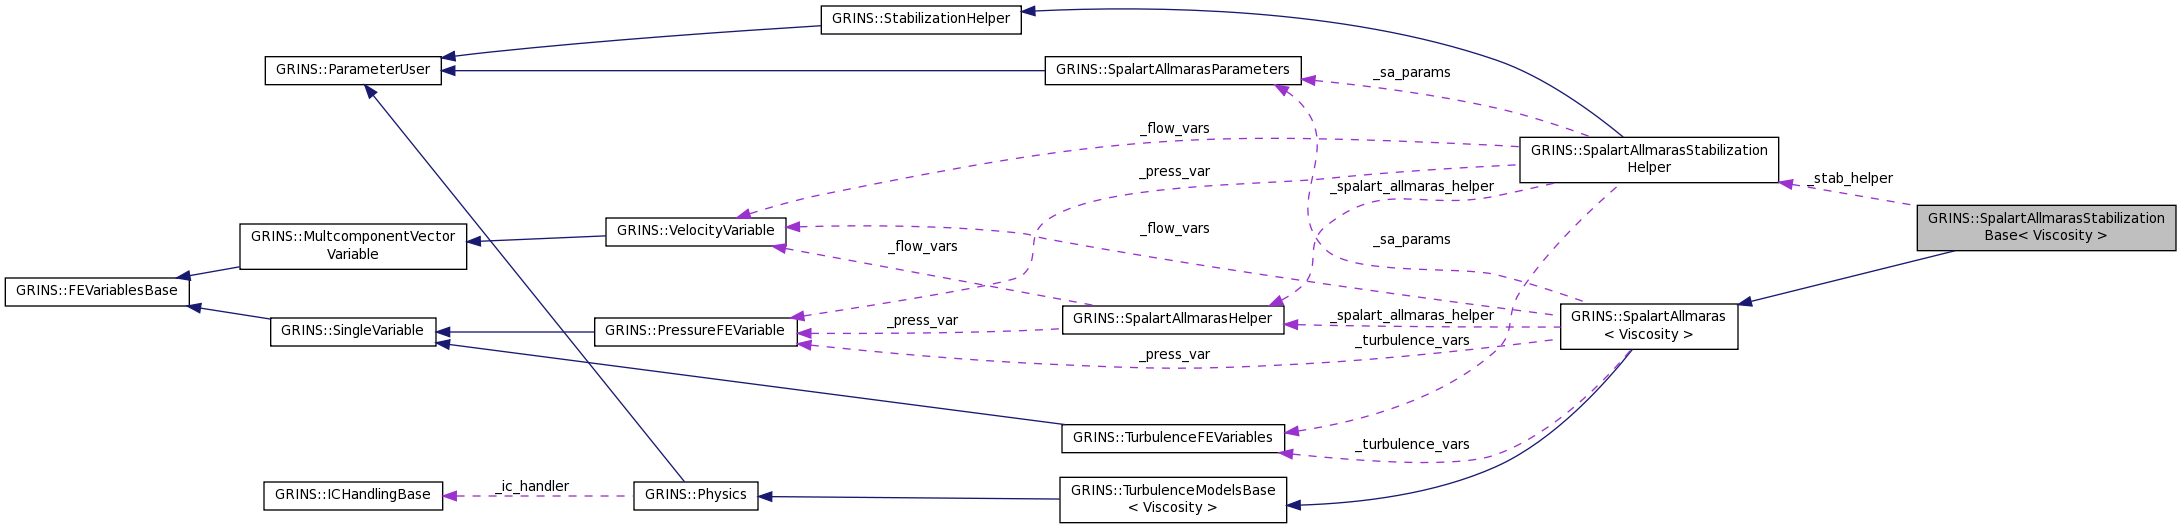 GRINS::StabilizationHelper
GRINS::ParameterUser
GRINS::SpalartAllmarasParameters
_sa_params
_flow_vars
GRINS::SpalartAllmarasStabilization
Helper
_press_var
_stab_helper
_spalart_allmaras_helper
GRINS::SpalartAllmarasStabilization
Base< Viscosity >
GRINS::VelocityVariable
_flow_vars
GRINS::MultcomponentVector
Variable
_flow_vars
_sa_params
GRINS::FEVariablesBase
GRINS::SpalartAllmarasHelper
_spalart_allmaras_helper
GRINS::SpalartAllmaras
< Viscosity >
GRINS::SingleVariable
GRINS::PressureFEVariable
_press_var
_turbulence_vars
_press_var
GRINS::TurbulenceFEVariables
_turbulence_vars
_ic_handler
GRINS::ICHandlingBase
GRINS::Physics
GRINS::TurbulenceModelsBase
< Viscosity >